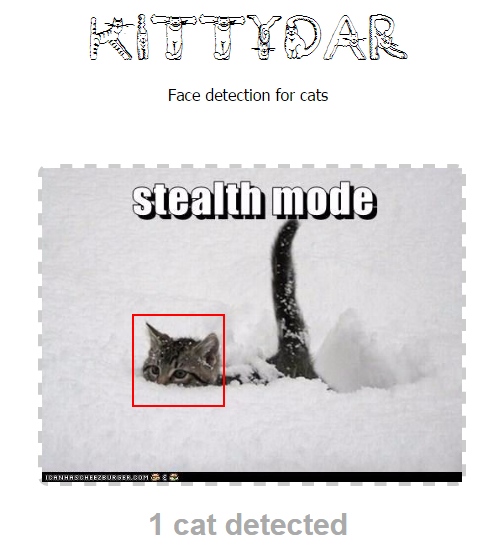 KITTYDAR
Face detection for cats
stealth mode
ICANHASCHEEZBURGER.COM
1 cat detected